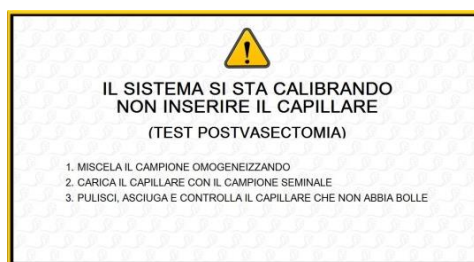 IL SISTEMA SI STA CALIBRANDO
NON INSERIRE IL CAPILLARE
(TEST POSTVASECTOMIA)
1. MISCELA IL CAMPIONE OMOGENEIZZANDO
2. CARICA IL CAPILLARE CON IL CAMPIONE SEMINALE
3. PULISCI, ASCIUGA E CONTROLLA IL CAPILLARE CHE NON ABBIA BOLLE